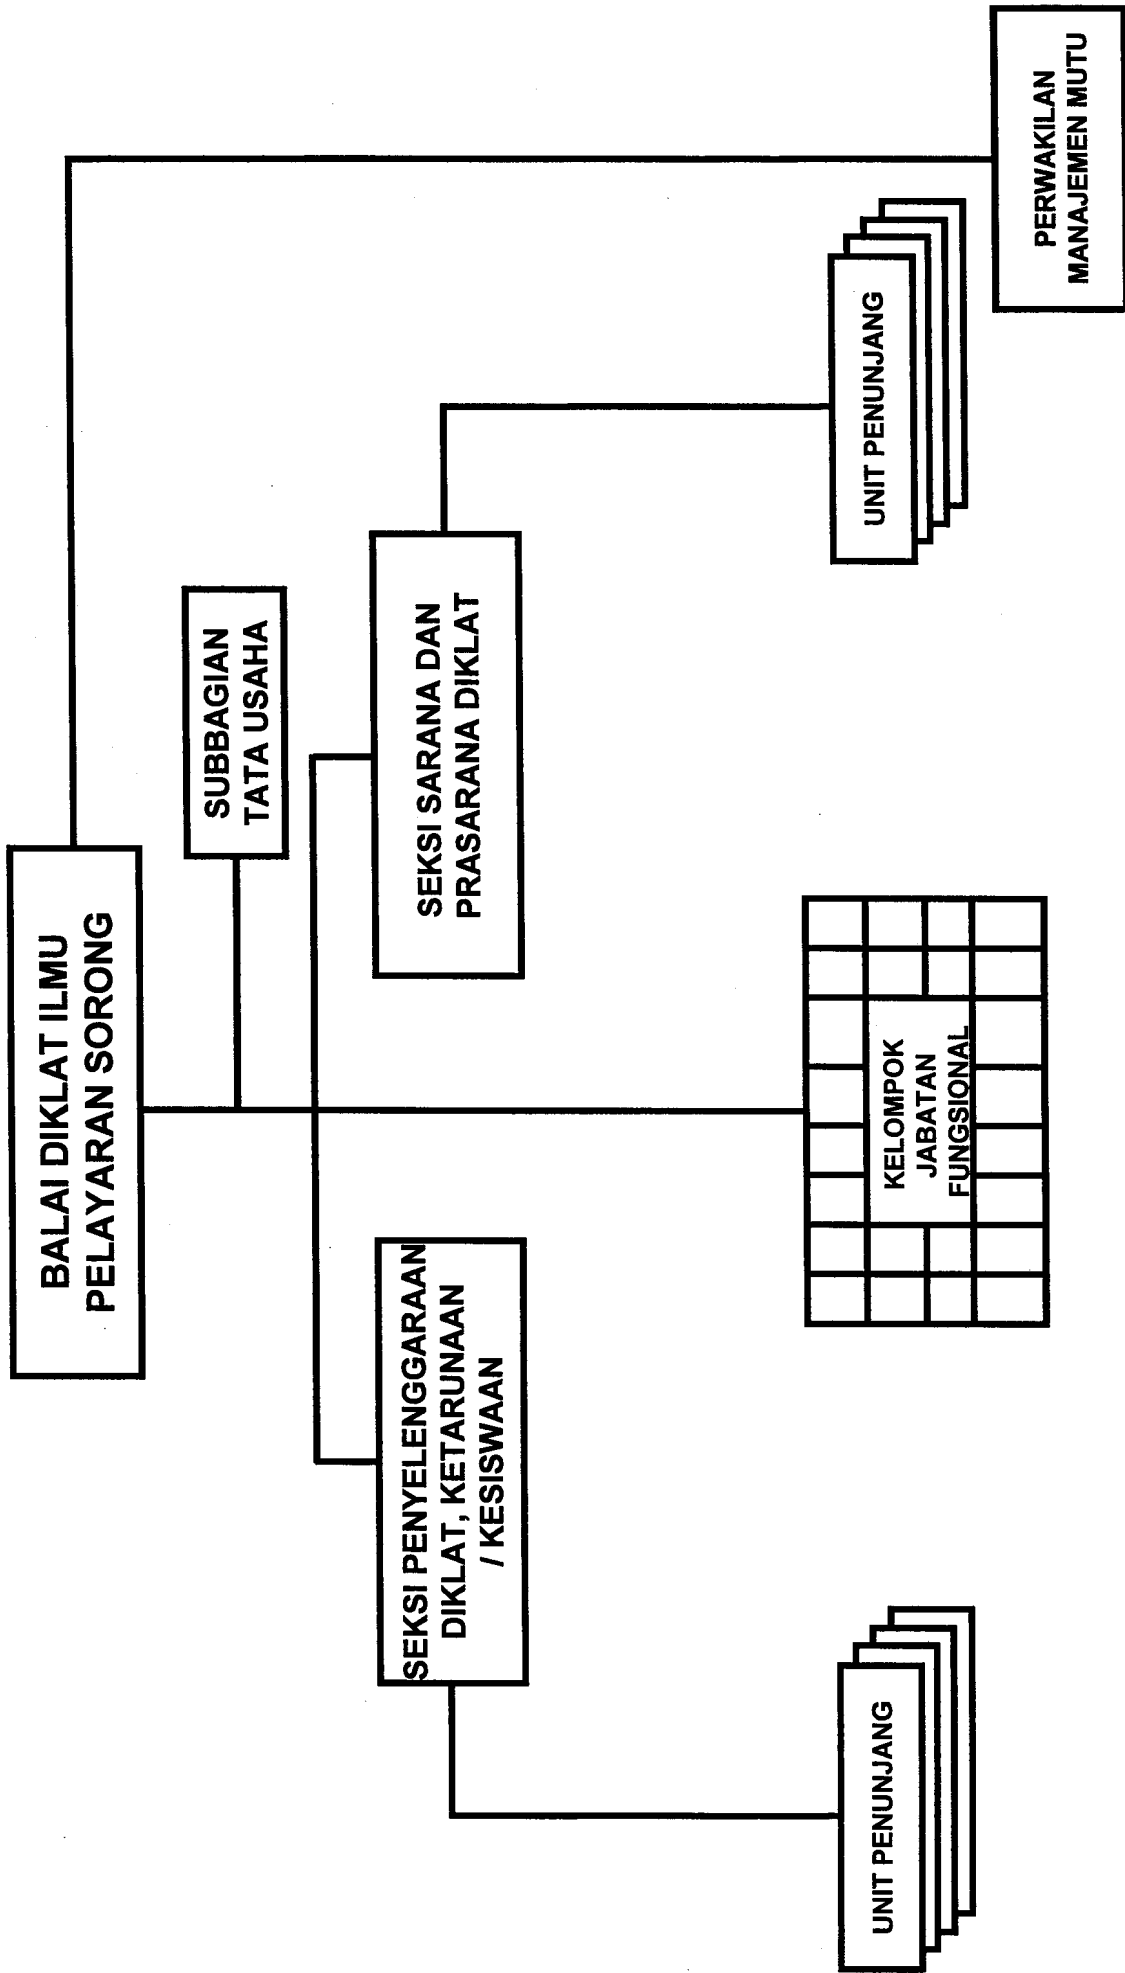 BALAI DIKLAT ILMU
PELAYARAN SORONG
SUBBAGIAN
TATA USAHA
SEKSI PENYELENGGARAAN
DIKLAT, KETARUNAAN
/ KESISWAAN
SEKSI SARANA DAN
PRASARANA DIKLAT
UNIT PENUNJANG
KELOMPOK
JABATAN
FUNGSIONAL
UNIT PENUNJANG
PERWAKILAN
MANAJEMEN MUTU